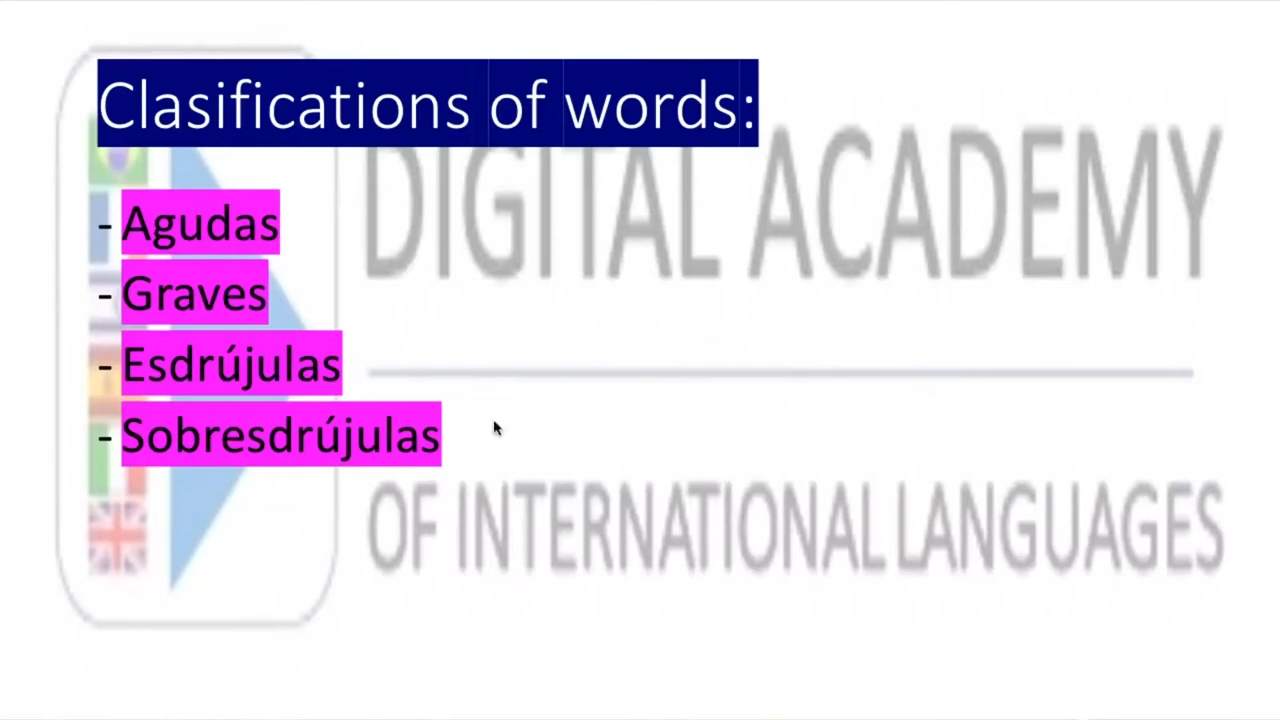 Clasifications of words:
- Agudas
- Graves
- Esdrújulas
- Sobresdrújulas
DIGITAL ACADEMY
OF INTERNATIONAL LANGUAGES